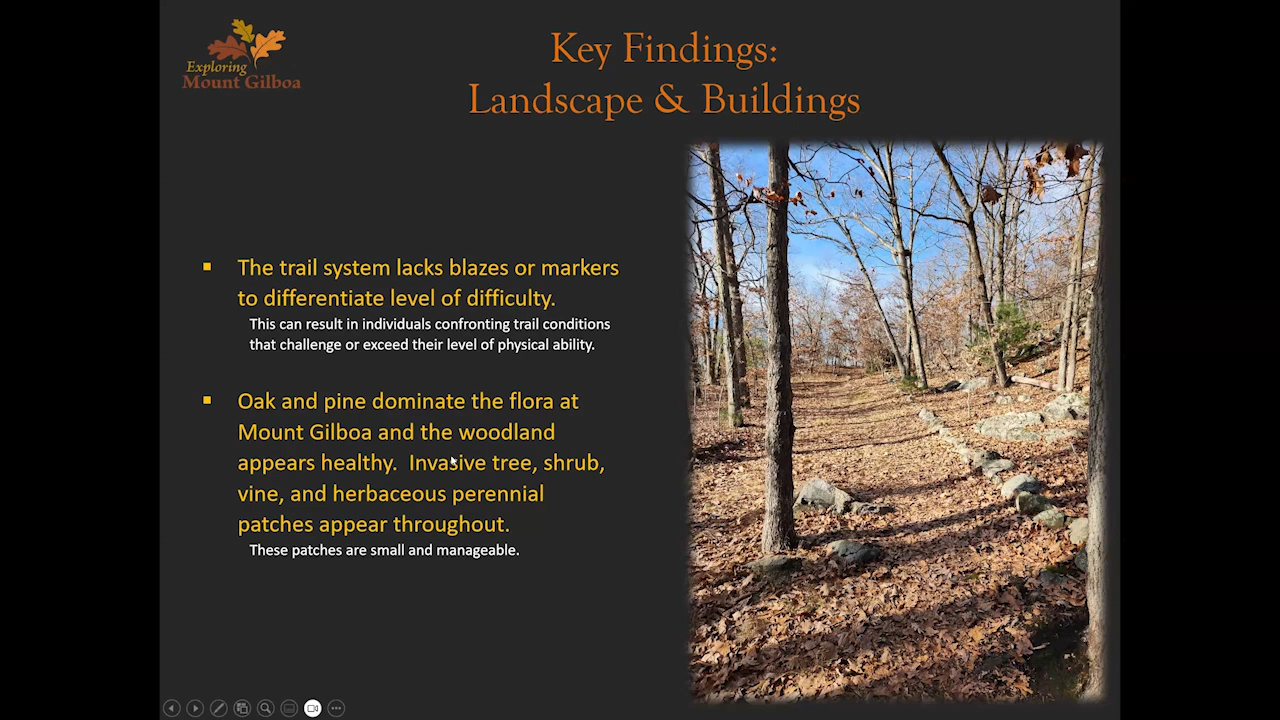 Exploring
Mount Gilboa
Key Findings:
Landscape & Buildings
▪ The trail system lacks blazes or markers
to differentiate level of difficulty.
This can result in individuals confronting trail conditions
that challenge or exceed their level of physical ability.
▪ Oak and pine dominate the flora at
Mount Gilboa and the woodland
appears healthy.  Invasive tree, shrub,
vine, and herbaceous perennial
patches appear throughout.
These patches are small and manageable.